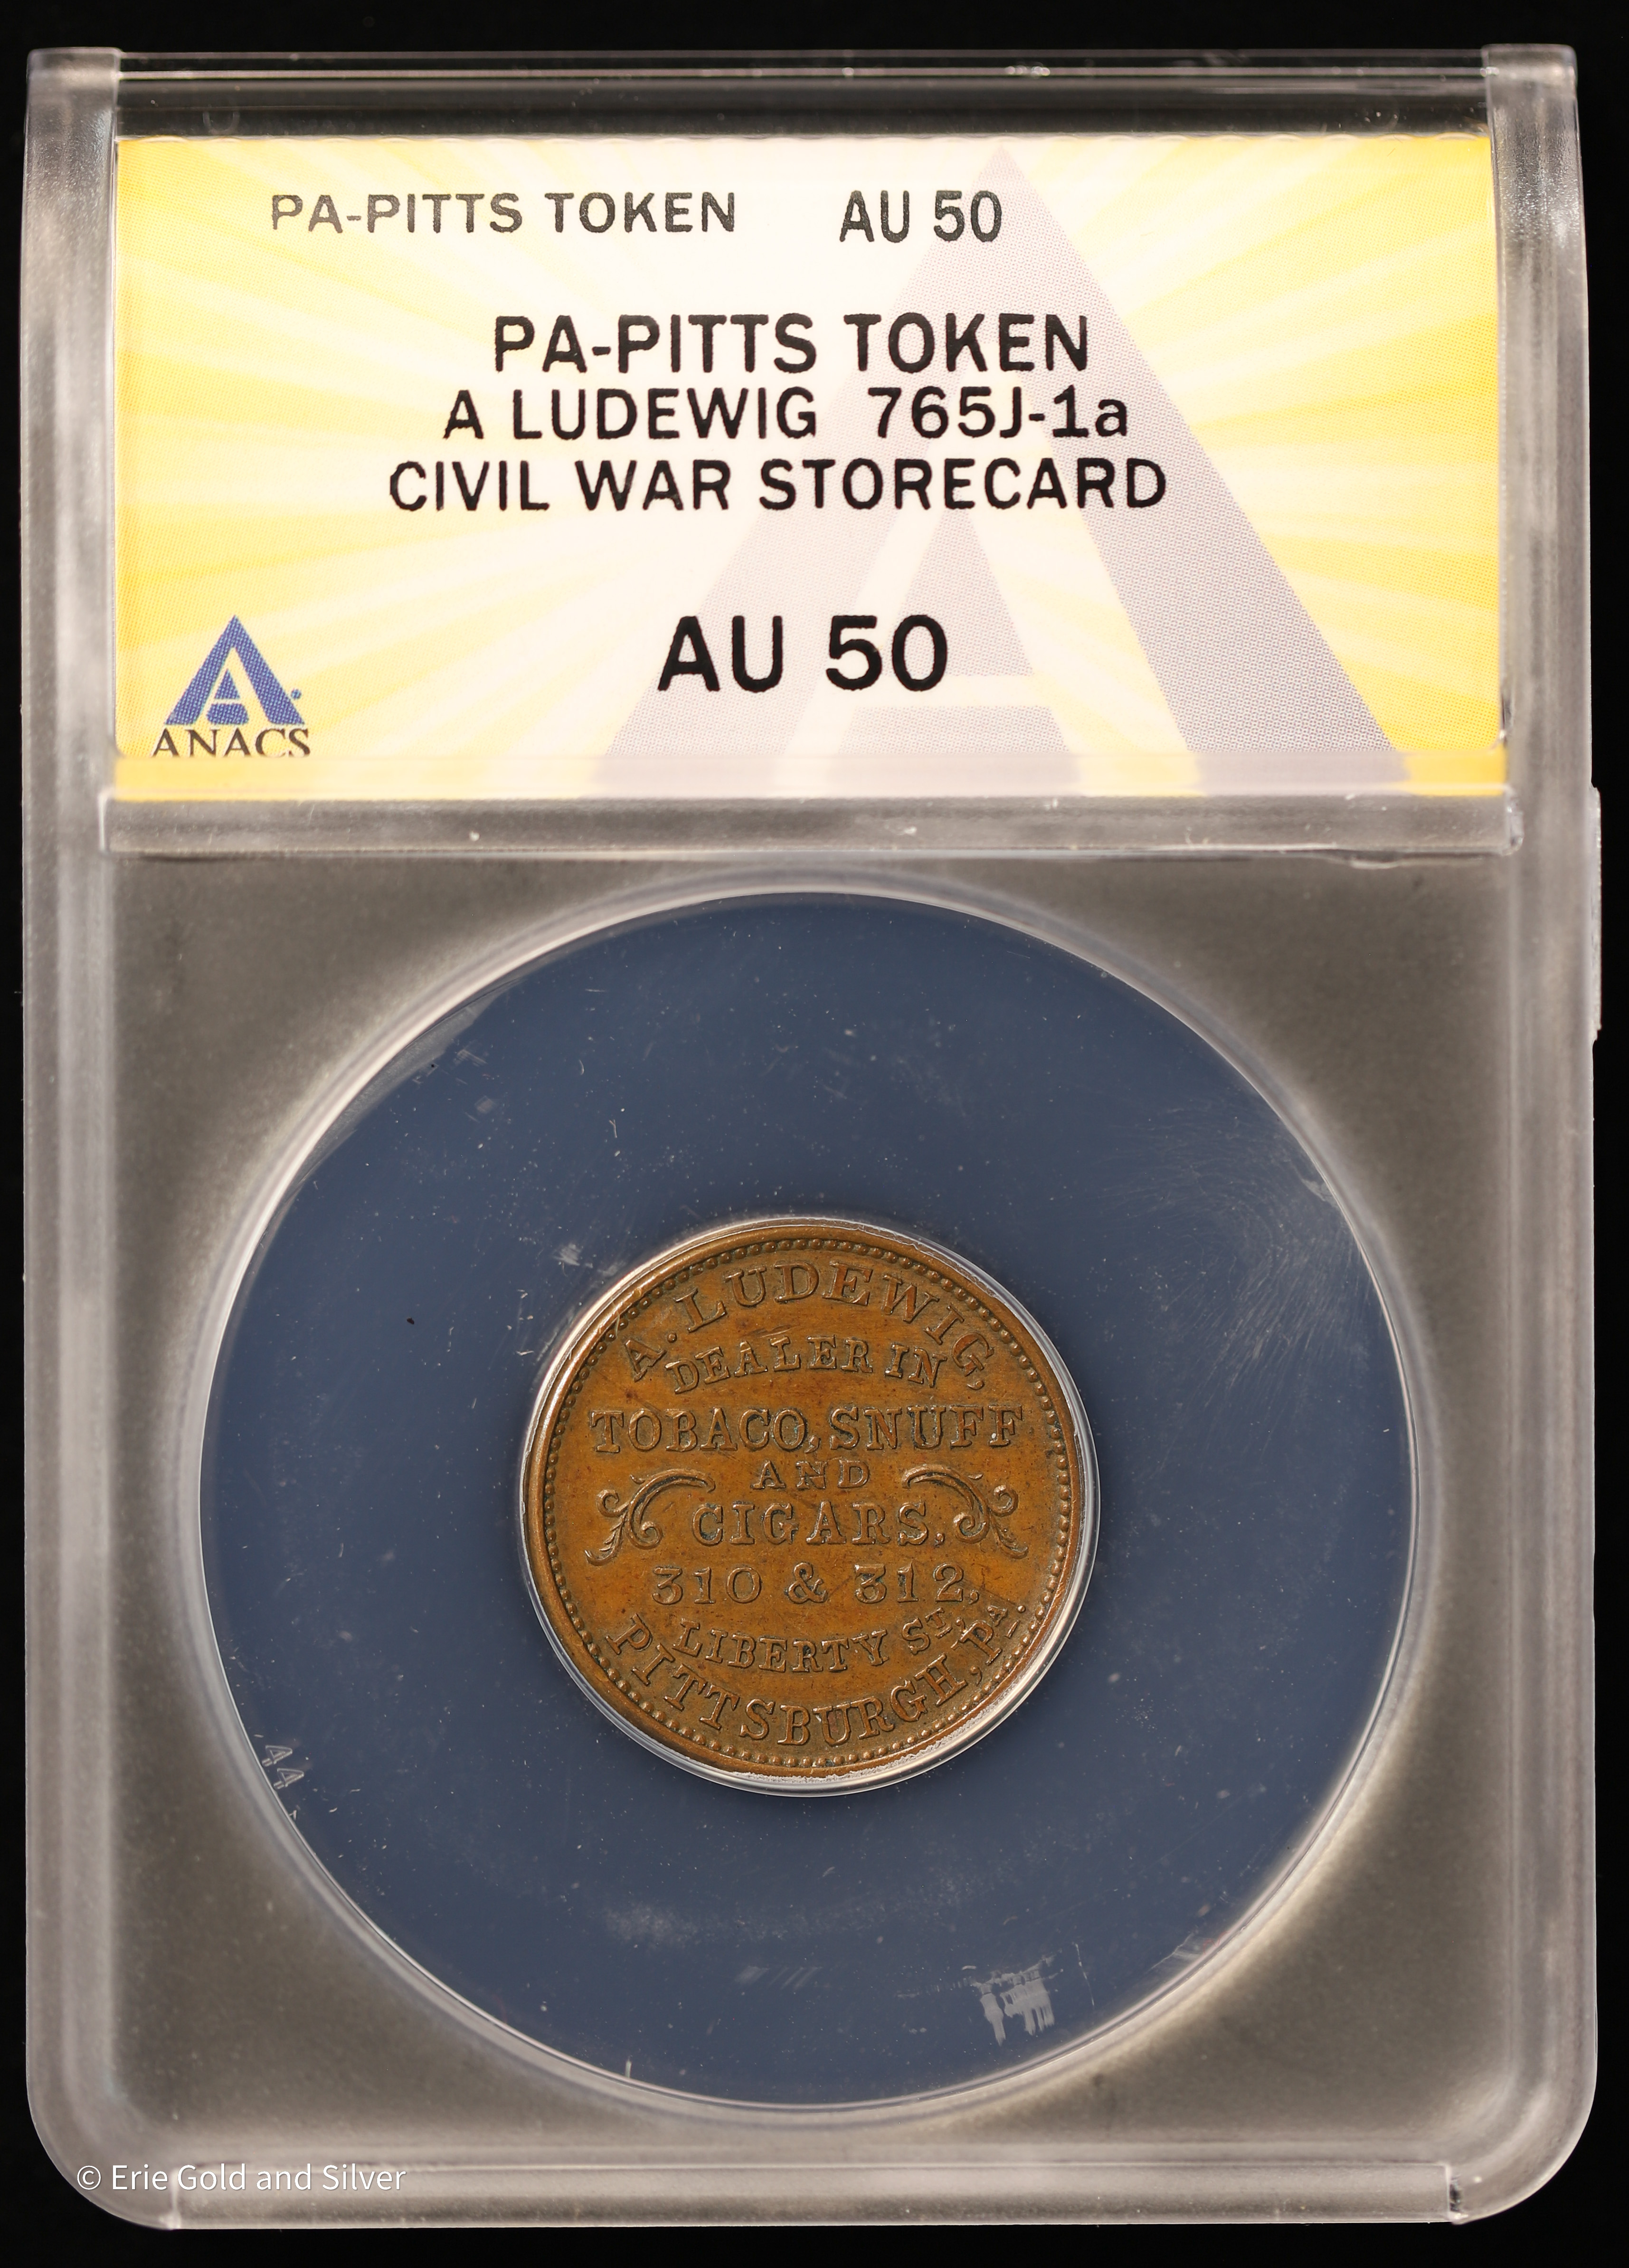 PA-PITTS TOKEN AU 50
PA-PITTS TOKEN
A LUDEWIG 765J-1a
CIVIL WAR STORECARD
AU 50
ANACS
A. LUDEWIG,
DEALER IN
TOBACO, SNUFF
AND
CIGARS,
310 & 312,
LIBERTY ST.
PITTSBURGH, PA.
44
© Erie Gold and Silver